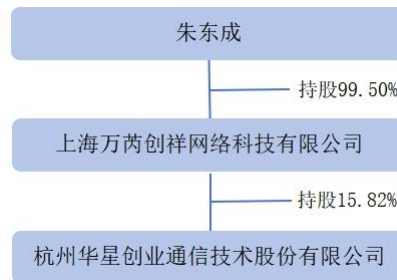 朱东成
持股99.50%
上海万芮创祥网络科技有限公司
持股15.82%
杭州华星创业通信技术股份有限公司